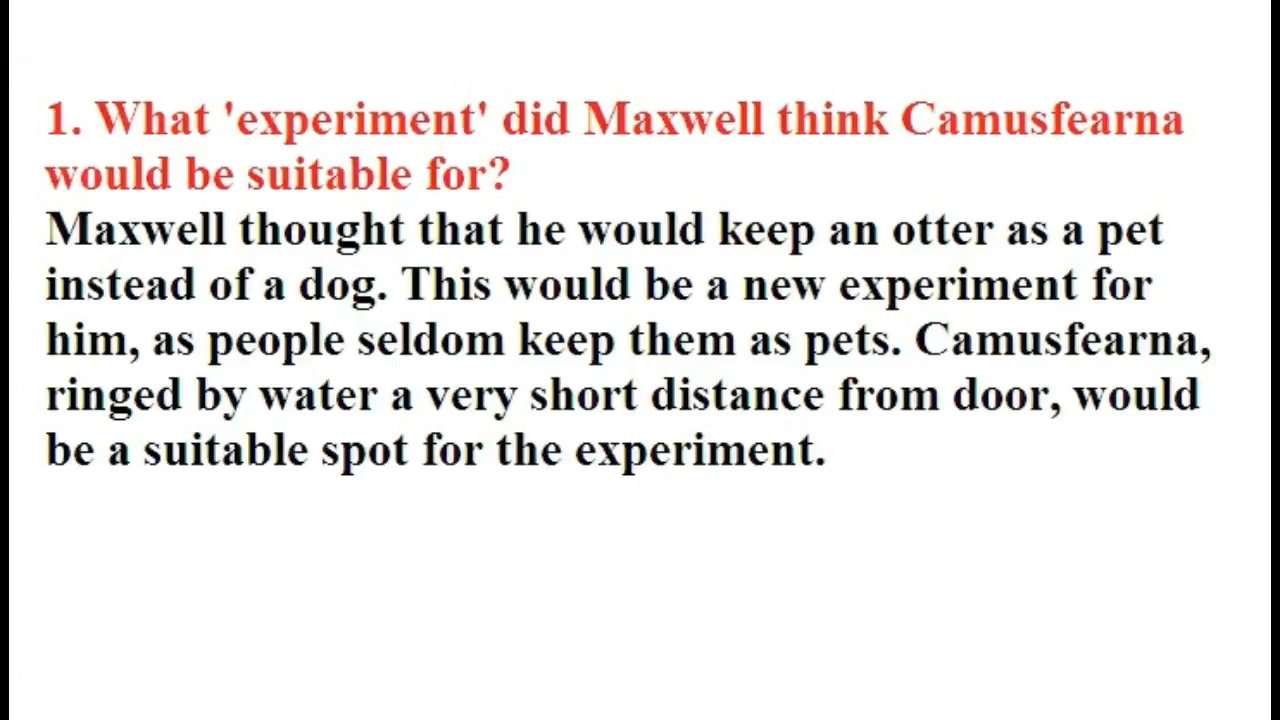 1. What 'experiment' did Maxwell think Camusfearna
would be suitable for?
Maxwell thought that he would keep an otter as a pet
instead of a dog. This would be a new experiment for
him, as people seldom keep them as pets. Camusfearna,
ringed by water a very short distance from door, would
be a suitable spot for the experiment.